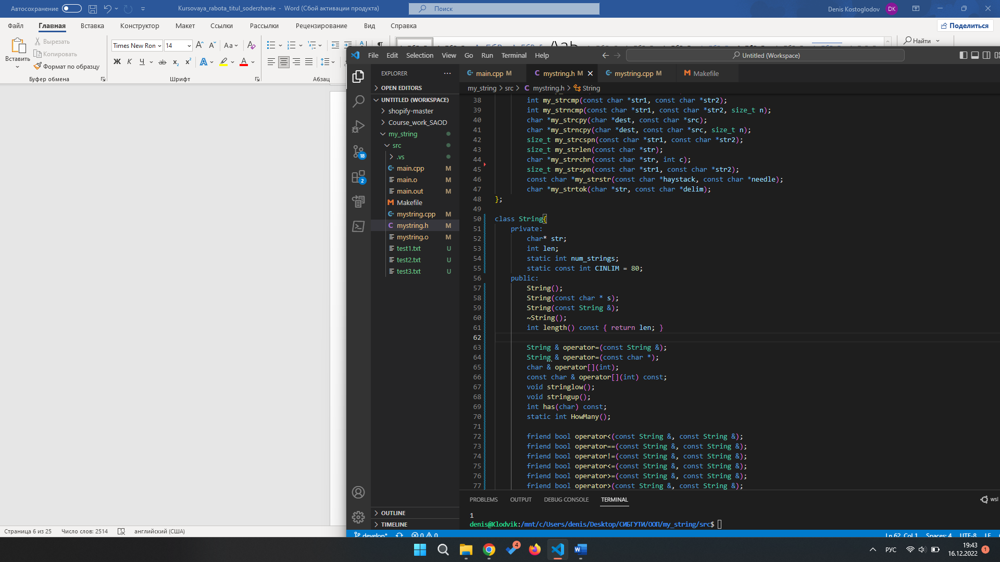 Автосохранение
Kursovaya_rabota_titul_soderzhanie - Word (Сбой активации продукта)
Поиск
Denis Kostoglodov DK
Файл Главная Вставка Конструктор Макет Ссылки Рассылки Рецензирование Вид Справка
Поделиться
Вставить
Вырезать
Копировать
Формат по образцу
Буфер обмена
Times New Ron 14
Aa
Ж К Ч ab x₂ x²
Шрифт
Абзац
Найти
File Edit Selection View Go Run Terminal Help
Untitled (Workspace)
EXPLORER
OPEN EDITORS
UNTITLED (WORKSPACE)
shopify-master
Course_work_SAOD
my_string
src
.vs
main.cpp M
main.o M
main.out M
Makefile
mystring.cpp M
mystring.h M
mystring.o M
test1.txt U
test2.txt U
test3.txt U
OUTLINE
TIMELINE
18
2
main.cpp M
mystring.h M
mystring.cpp M
Makefile
my_string > src > C mystring.h > String
38 int my_strcmp(const char *str1, const char *str2);
39 int my_strncmp(const char *str1, const char *str2, size_t n);
40 char *my_strcpy(char *dest, const char *src);
41 char *my_strncpy(char *dest, const char *src, size_t n);
42 size_t my_strcspn(const char *str1, const char *str2);
43 size_t my_strlen(const char *str);
44 char *my_strrchr(const char *str, int c);
45 size_t my_strspn(const char *str1, const char *str2);
46 const char *my_strstr(const char *haystack, const char *needle);
47 char *my_strtok(char *str, const char *delim);
48 };
49
50 class String{
51 private:
52 char* str;
53 int len;
54 static int num_strings;
55 static const int CINLIM = 80;
56 public:
57 String();
58 String(const char * s);
59 String(const String &);
60 ~String();
61 int length() const { return len; }
62
63 String & operator=(const String &);
64 String & operator=(const char *);
65 char & operator[](int);
66 const char & operator[](int) const;
67 void stringlow();
68 void stringup();
69 int has(char) const;
70 static int HowMany();
71
72 friend bool operator<(const String &, const String &);
73 friend bool operator==(const String &, const String &);
74 friend bool operator!=(const String &, const String &);
75 friend bool operator<=(const String &, const String &);
76 friend bool operator>=(const String &, const String &);
77 friend bool operator>(const String &, const String &);
PROBLEMS OUTPUT DEBUG CONSOLE TERMINAL
wsl
1
denis@Klodvik:/mnt/c/Users/denis/Desktop/СИБГУТИ/ООП/my_string/src$
develop* 0 0
Ln 62, Col 1 Spaces: 4 UTF-8 LF
Страница 6 из 25 Число слов: 2514 английский (США)
4
РУС
19:43
16.12.2022
1